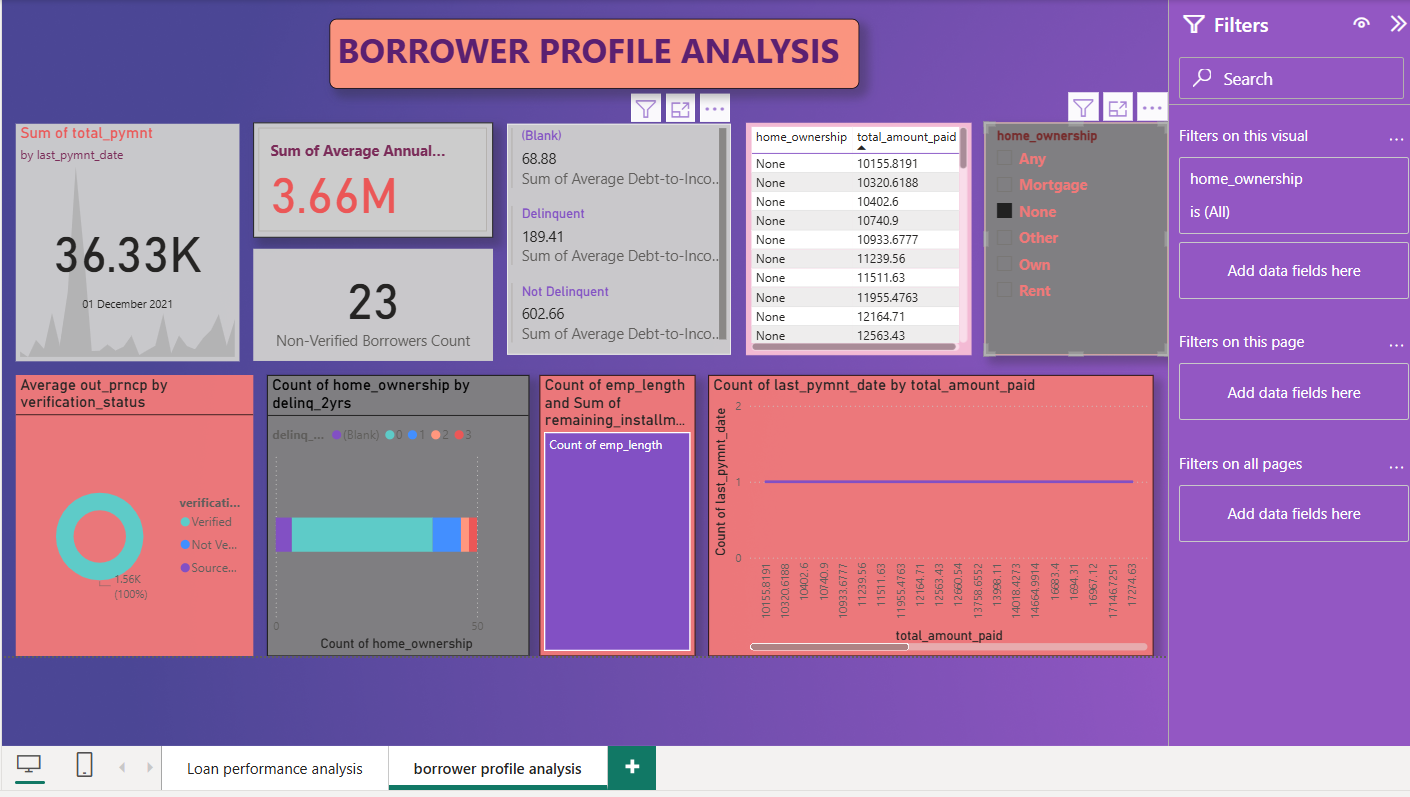 BORROWER PROFILE ANALYSIS
Filters
Search
Sum of total_pymnt
by last_pymnt_date
36.33K
01 December 2021
Sum of Average Annual...
3.66M
23
Non-Verified Borrowers Count
(Blank)
68.88
Sum of Average Debt-to-Inco..
Delinquent
189.41
Sum of Average Debt-to-Inco..
Not Delinquent
602.66
Sum of Average Debt-to-Inco..
home_ownership total_amount_paid
None 10155.8191
None 10320.6188
None 10402.6
None 10740.9
None 10933.6777
None 11239.56
None 11511.63
None 11955.4763
None 12164.71
None 12563.43
home_ownership
Any
Mortgage
None
Other
Own
Rent
Filters on this visual ...
home_ownership
is (All)
Add data fields here
Filters on this page ...
Add data fields here
Filters on all pages ...
Add data fields here
Average out_prncp by
verification_status
verificati...
Verified
Not Ve...
Source...
1.56K
(100%)
Count of home_ownership by
delinq_2yrs
delinq_... (Blank) 0 1 2 3
0 50
Count of home_ownership
Count of emp_length
and Sum of
remaining_installm...
Count of emp_length
Count of last_pymnt_date by total_amount_paid
Count of last_pymnt_date
2
1
0
10155.8191
10320.6188
10402.6
10740.9
10933.6777
11239.56
11511.63
11955.4763
12164.71
12563.43
12660.54
13758.6552
13998.11
14018.4273
14664.9914
16683.4
1694.31
16967.12
17146.7251
17274.63
total_amount_paid
Loan performance analysis
borrower profile analysis
+